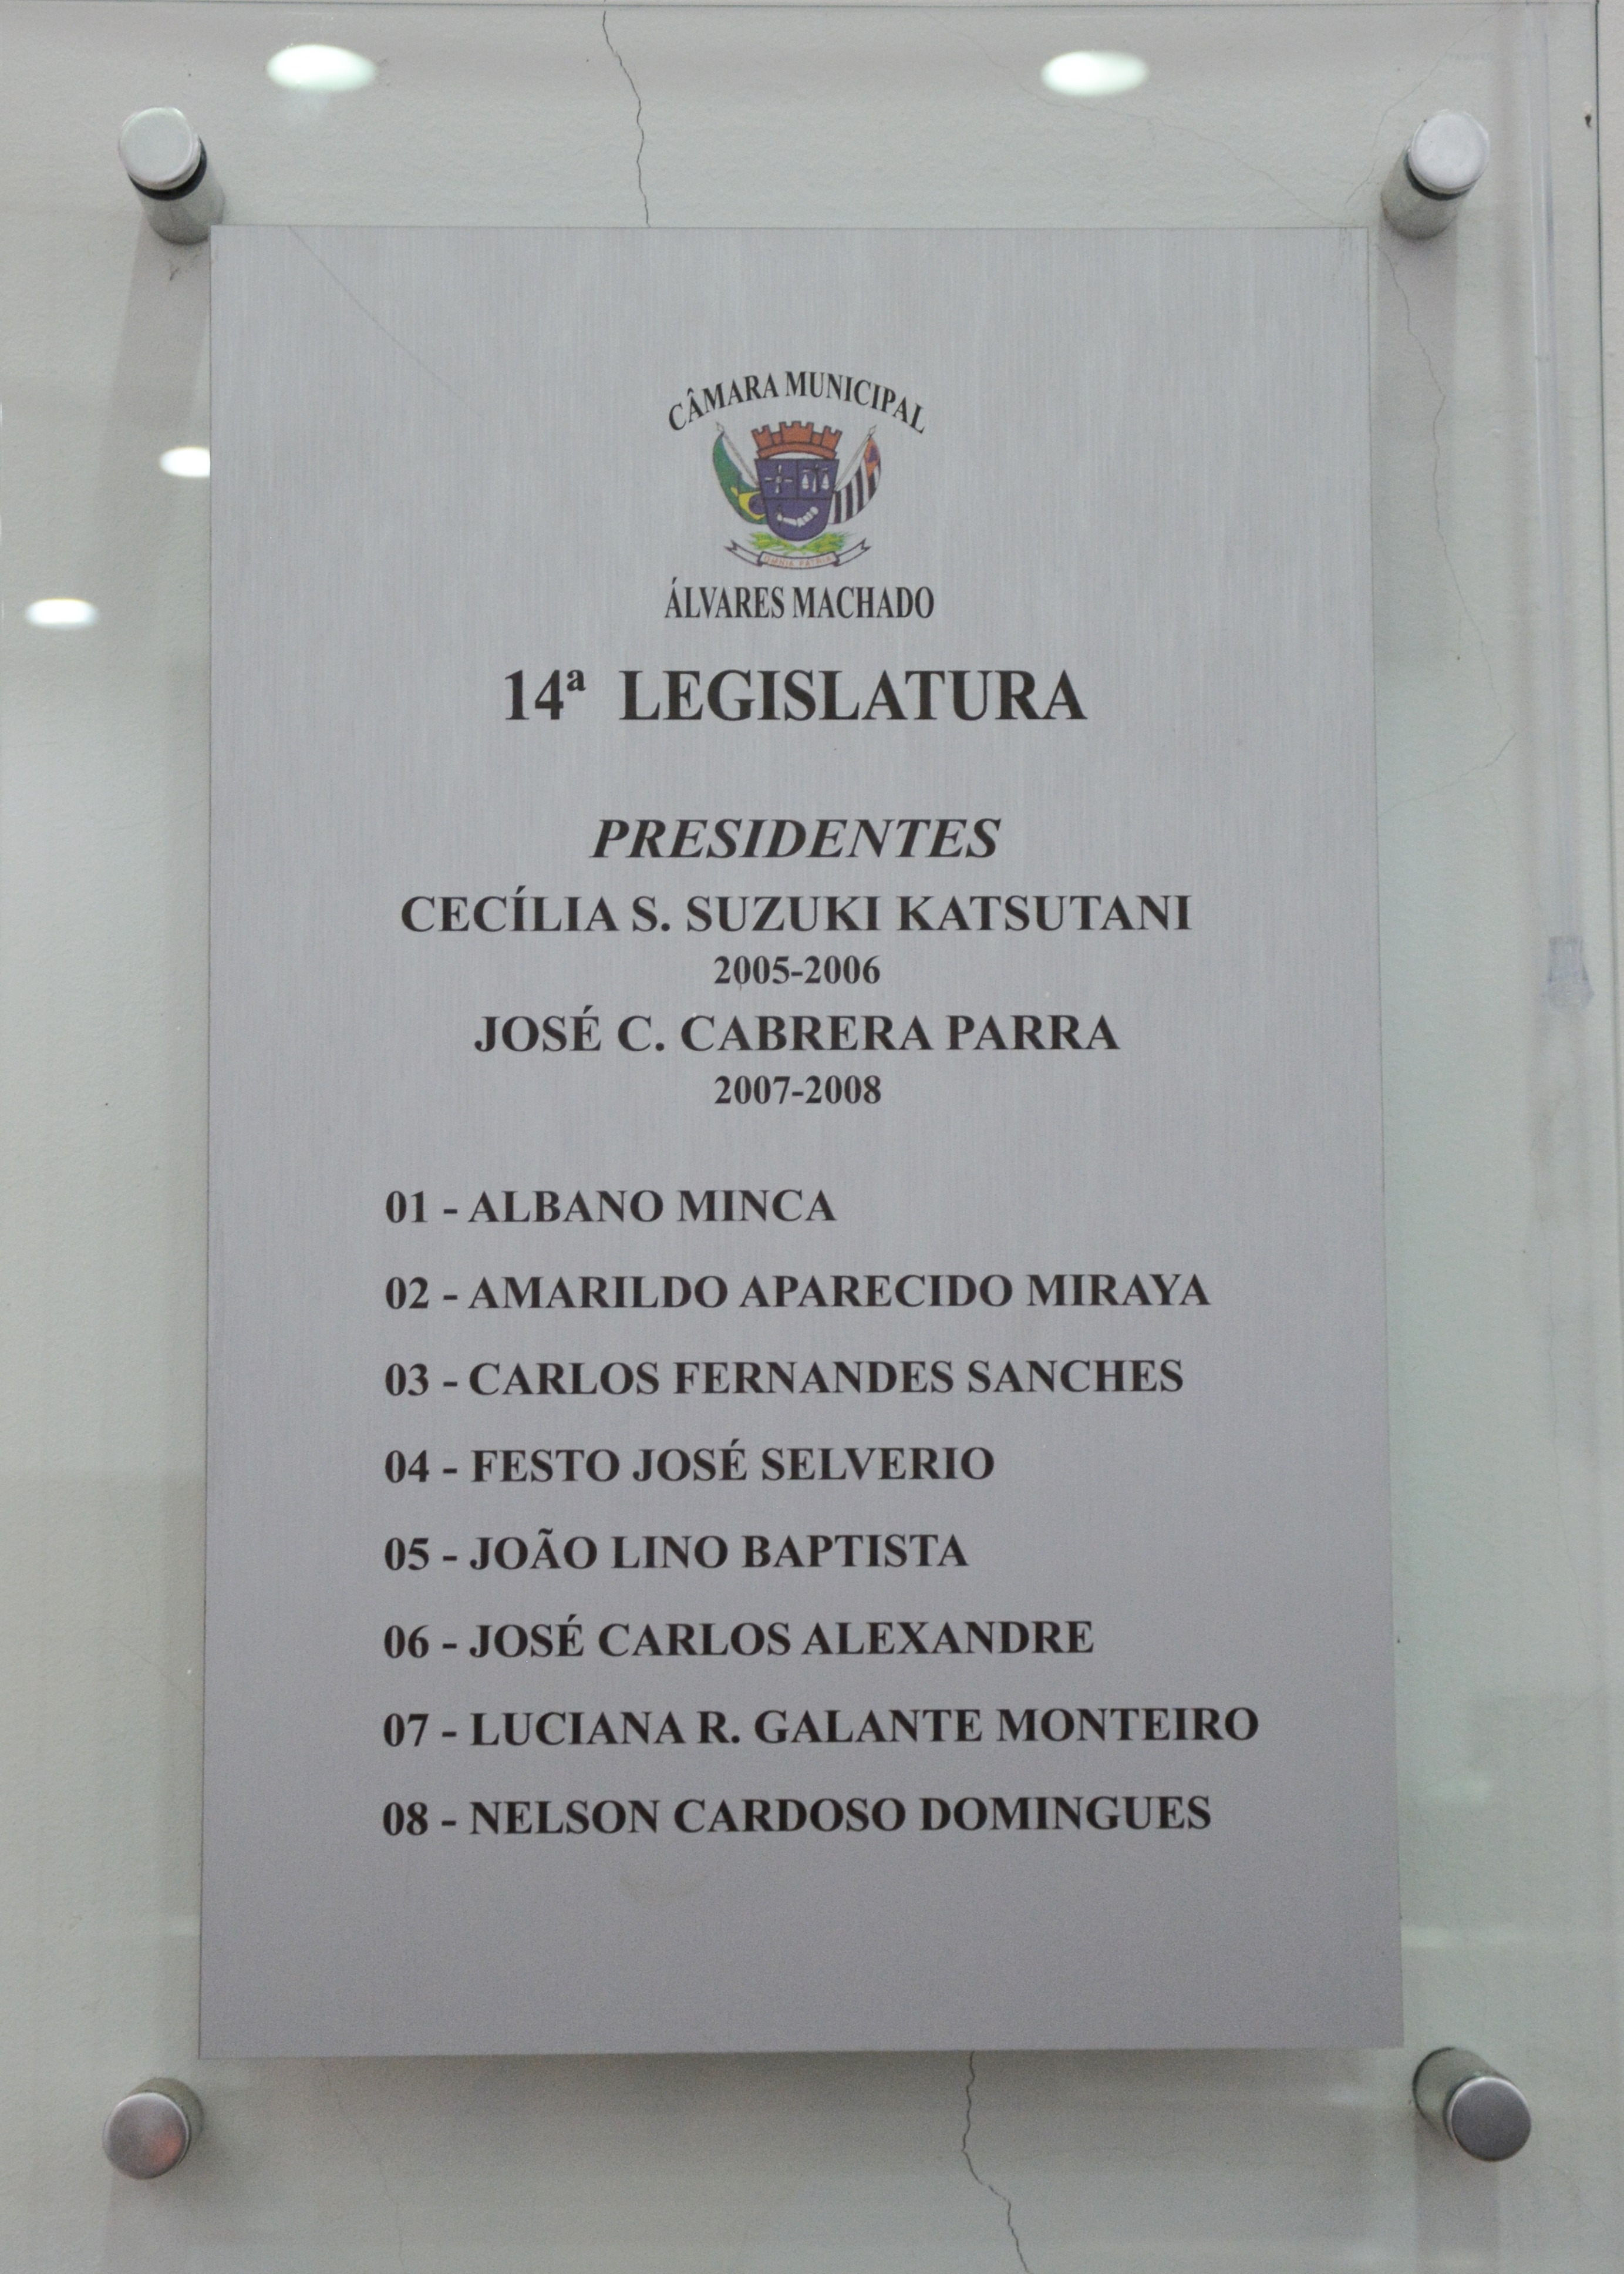 CÂMARA MUNICIPAL
ÁLVARES MACHADO
14ª LEGISLATURA
PRESIDENTES
CECÍLIA S. SUZUKI KATSUTANI
2005-2006
JOSÉ C. CABRERA PARRA
2007-2008
01 - ALBANO MINCA
02 - AMARILDO APARECIDO MIRAYA
03 - CARLOS FERNANDES SANCHES
04 - FESTO JOSÉ SELVERIO
05 - JOÃO LINO BAPTISTA
06 - JOSÉ CARLOS ALEXANDRE
07 - LUCIANA R. GALANTE MONTEIRO
08 - NELSON CARDOSO DOMINGUES